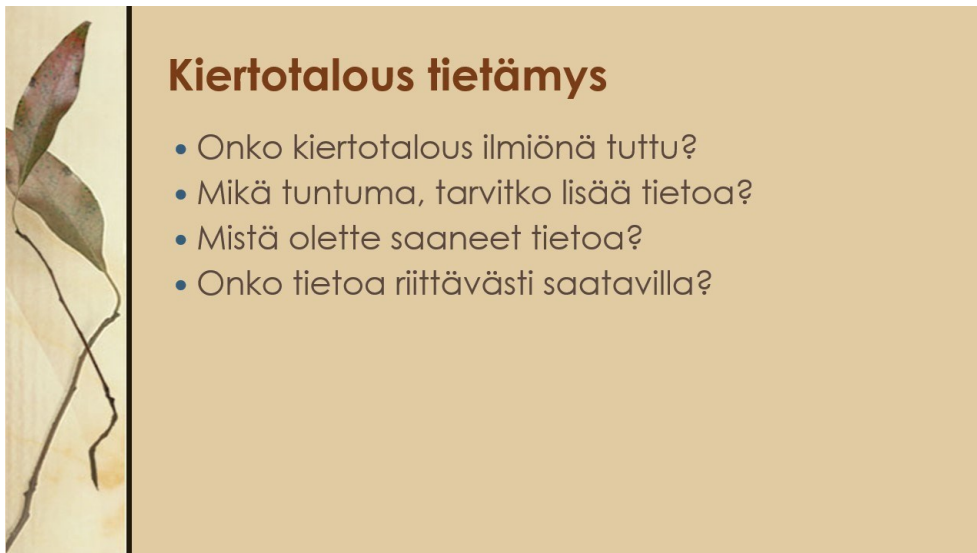 Kiertotalous tietämys
• Onko kiertotalous ilmiönä tuttu?
• Mikä tuntuma, tarvitko lisää tietoa?
• Mistä olette saaneet tietoa?
• Onko tietoa riittävästi saatavilla?